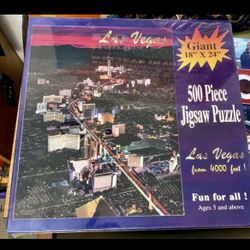 Las Vegas
Giant
18" X 24"
500 Piece
Jigsaw Puzzle
Las Vegas
from 4000 feet!
Fun for all!
Ages 5 and above